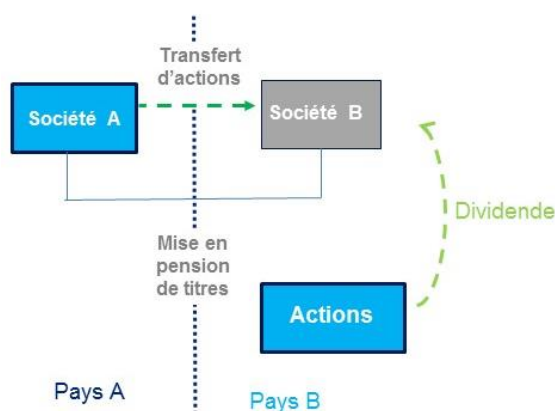 Transfert
d'actions
Société A
Société B
Dividende
Mise en
pension
de titres
Actions
Pays A
Pays B